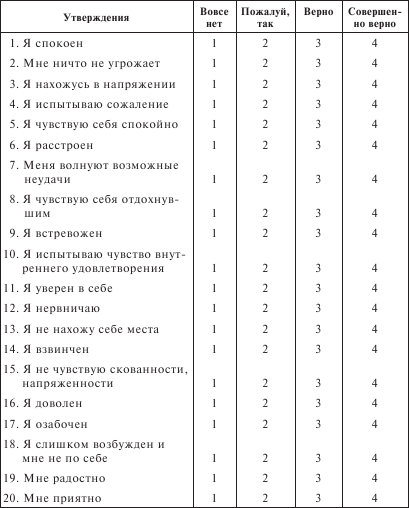 Утверждения Вовсе нет Пожалуй, так Верно Совершен-но верно
1. Я спокоен 1 2 3 4
2. Мне ничто не угрожает 1 2 3 4
3. Я нахожусь в напряжении 1 2 3 4
4. Я испытываю сожаление 1 2 3 4
5. Я чувствую себя спокойно 1 2 3 4
6. Я расстроен 1 2 3 4
7. Меня волнуют возможные
неудачи 1 2 3 4
8. Я чувствую себя отдохнув-
шим 1 2 3 4
9. Я встревожен 1 2 3 4
10. Я испытываю чувство внут-
реннего удовлетворения 1 2 3 4
11. Я уверен в себе 1 2 3 4
12. Я нервничаю 1 2 3 4
13. Я не нахожу себе места 1 2 3 4
14. Я взвинчен 1 2 3 4
15. Я не чувствую скованности,
напряженности 1 2 3 4
16. Я доволен 1 2 3 4
17. Я озабочен 1 2 3 4
18. Я слишком возбужден и
мне не по себе 1 2 3 4
19. Мне радостно 1 2 3 4
20. Мне приятно 1 2 3 4